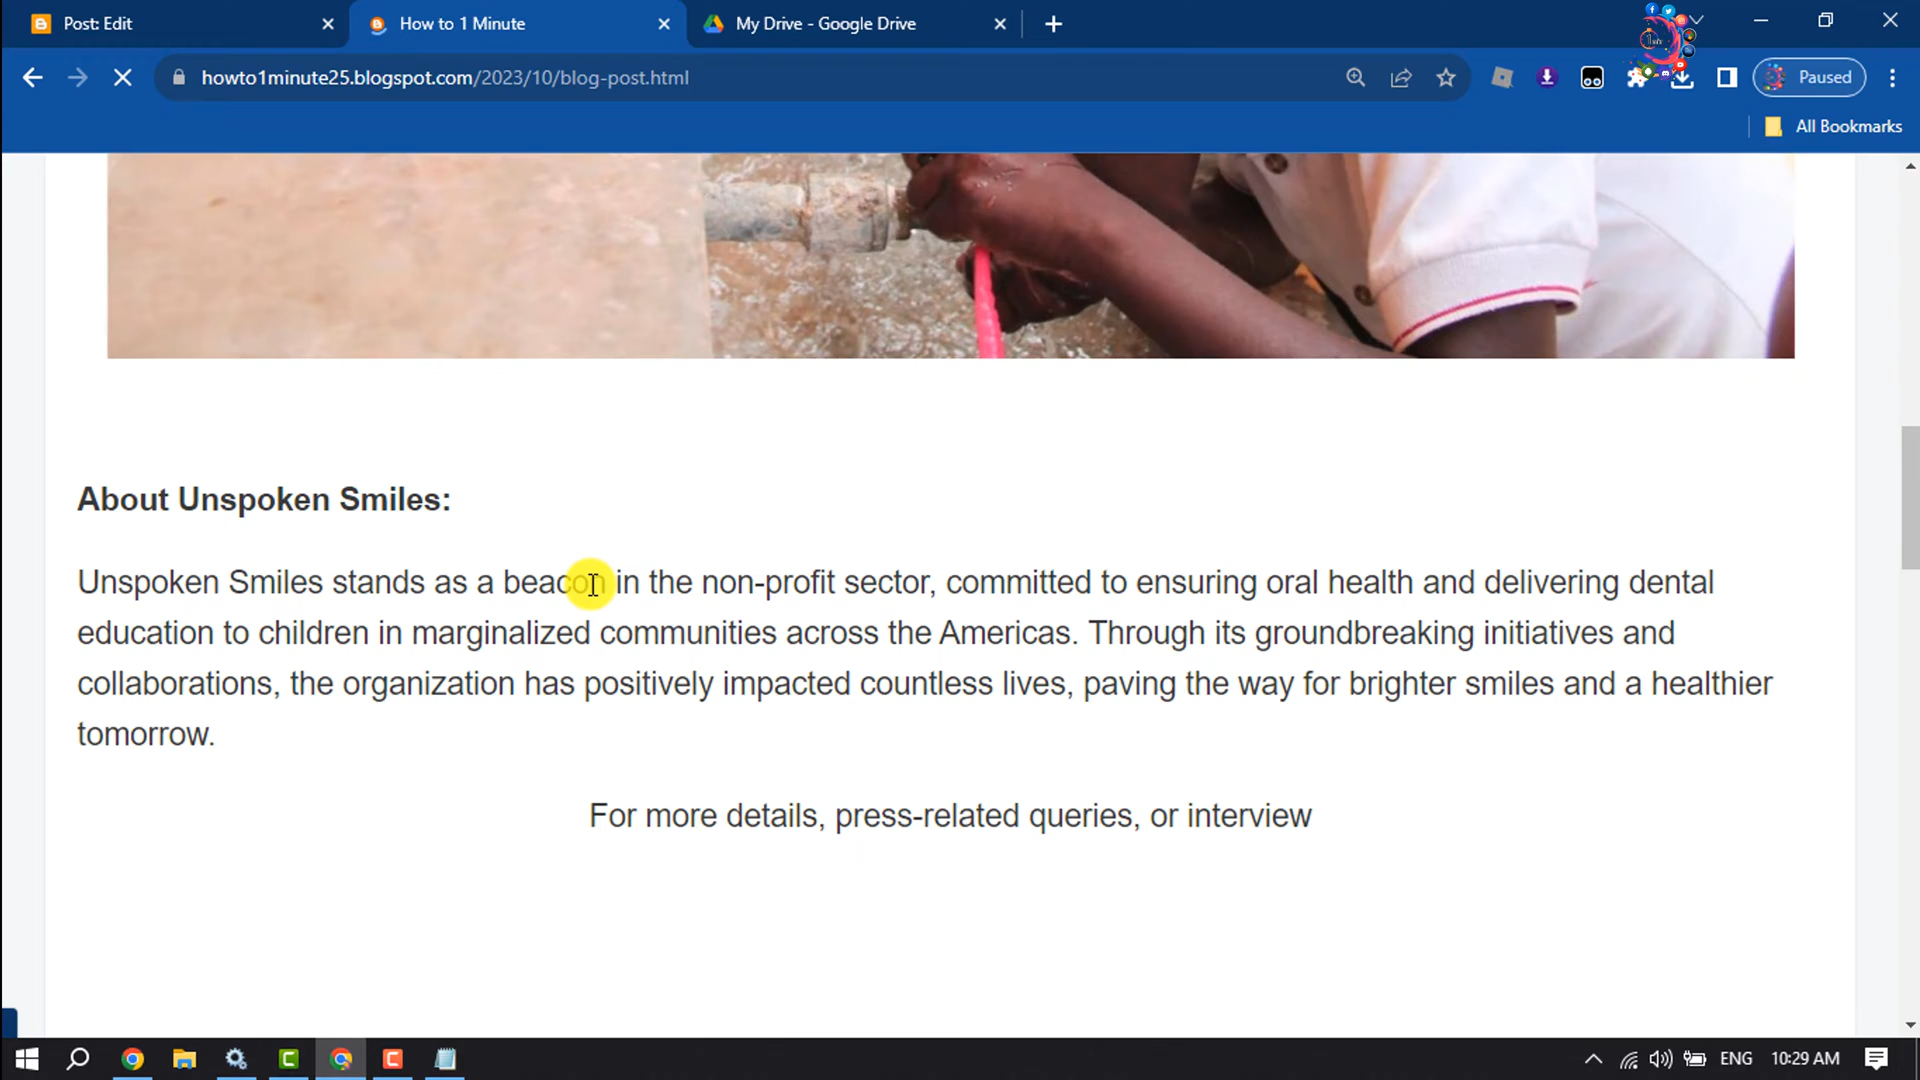 Post: Edit
How to 1 Minute
My Drive - Google Drive
howto1minute25.blogspot.com/2023/10/blog-post.html
Paused
All Bookmarks
About Unspoken Smiles:
Unspoken Smiles stands as a beacon in the non-profit sector, committed to ensuring oral health and delivering dental
education to children in marginalized communities across the Americas. Through its groundbreaking initiatives and
collaborations, the organization has positively impacted countless lives, paving the way for brighter smiles and a healthier
tomorrow.
For more details, press-related queries, or interview
ENG
10:29 AM